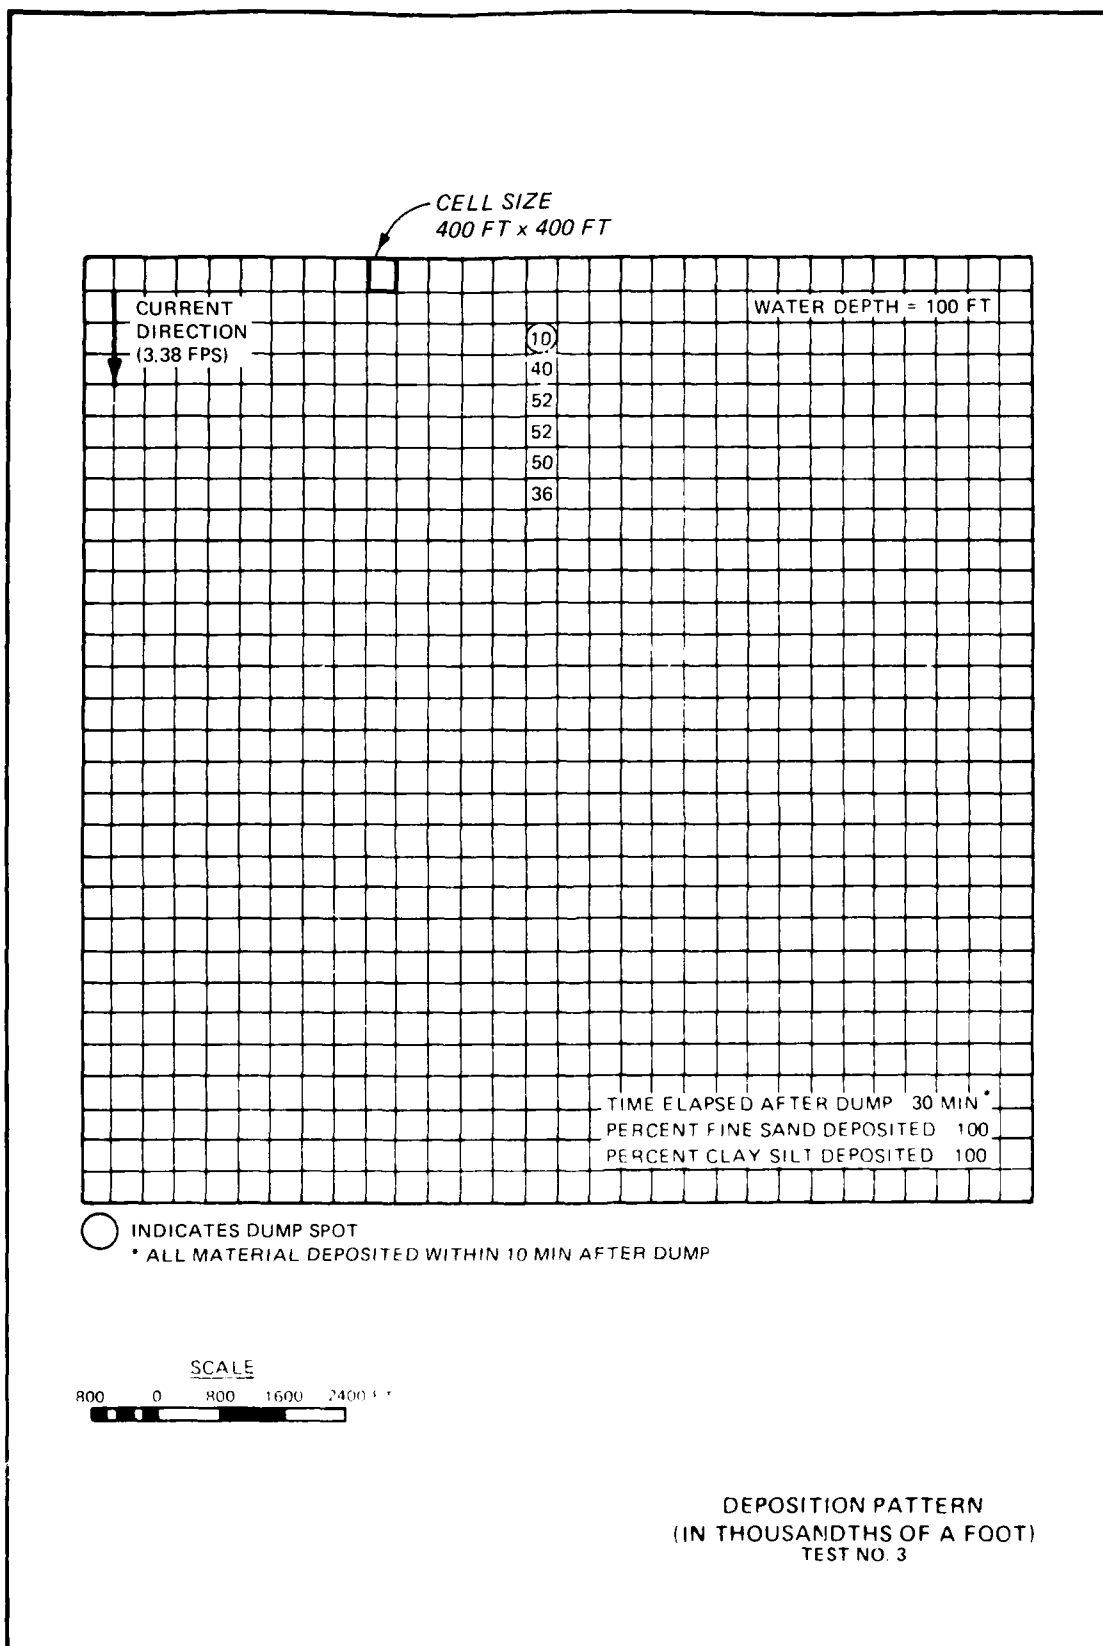 CELL SIZE
400 FT x 400 FT
CURRENT
DIRECTION
(3.38 FPS)
WATER DEPTH = 100 FT
10
40
52
52
50
36
TIME ELAPSED AFTER DUMP 30 MIN*
PERCENT FINE SAND DEPOSITED 100
PERCENT CLAY SILT DEPOSITED 100
INDICATES DUMP SPOT
* ALL MATERIAL DEPOSITED WITHIN 10 MIN AFTER DUMP
SCALE
800 0 800 1600 2400 FT
DEPOSITION PATTERN
(IN THOUSANDTHS OF A FOOT)
TEST NO. 3